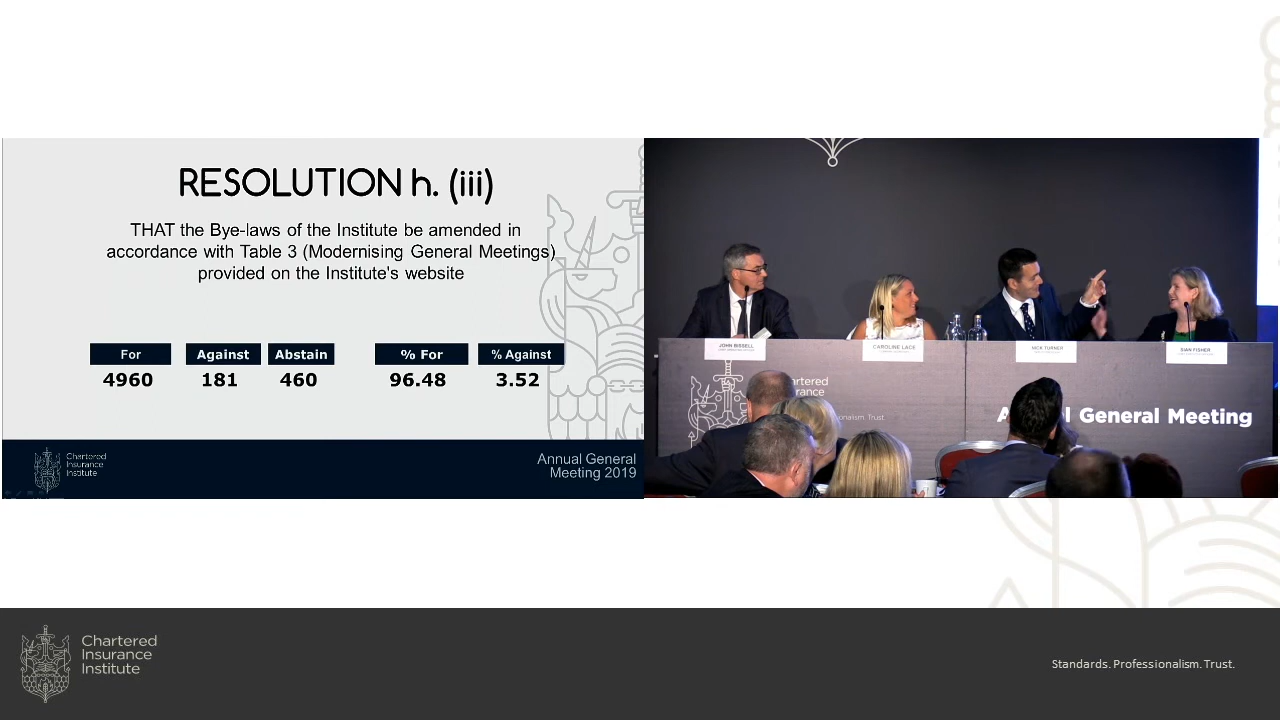 RESOLUTION h. (iii)
THAT the Bye-laws of the Institute be amended in
accordance with Table 3 (Modernising General Meetings)
provided on the Institute's website
For Against Abstain % For % Against
4960 181 460 96.48 3.52
Chartered
Insurance
Institute
Annual General
Meeting 2019
JOHN BISSELL
CAROLINE LACE
NICK TURNER
SIAN FISHER
General Meeting
Chartered
Insurance
Institute
Standards. Professionalism. Trust.